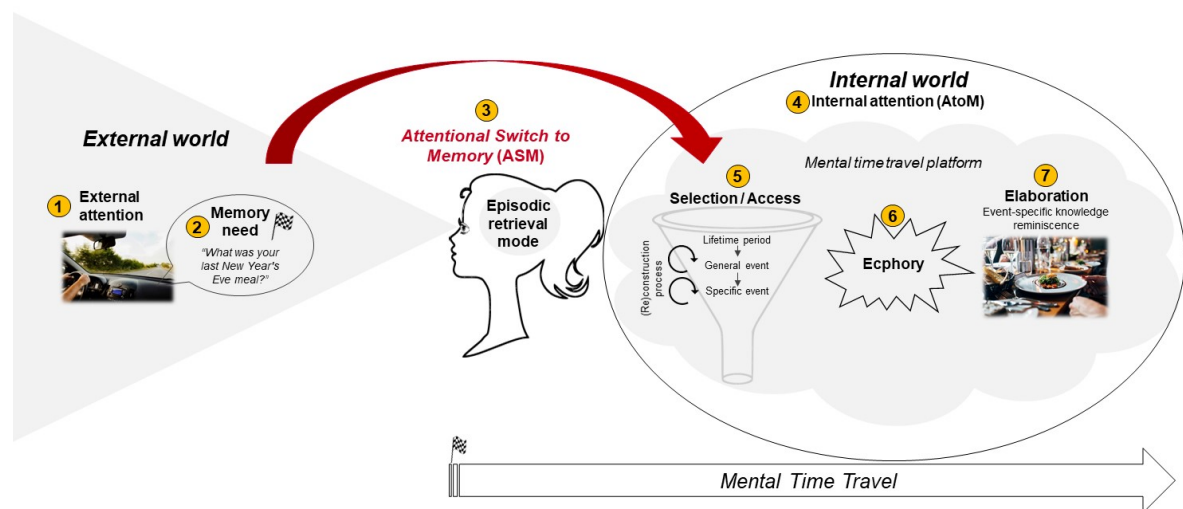 External world
1
External
attention
2
Memory
need
"What was your
last New Year's
Eve meal?"
3
Attentional Switch to
Memory (ASM)
Episodic
retrieval
mode
Internal world
4
Internal attention (AtoM)
Mental time travel platform
5
Selection / Access
(Re)construction
process
Lifetime period
General event
Specific event
6
Ecphory
7
Elaboration
Event-specific knowledge
reminiscence
Mental Time Travel